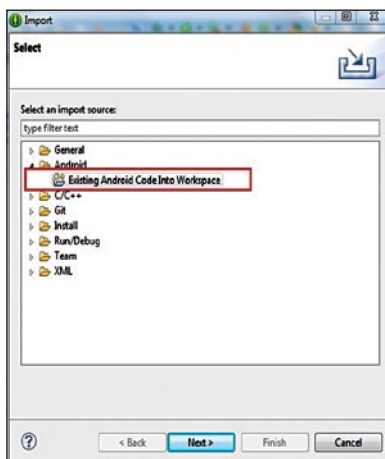 Import
Select
Select an import source:
type filter text
General
Android
Existing Android Code Into Workspace
C/C++
Git
Install
Run/Debug
Team
XML
? < Back Next > Finish Cancel